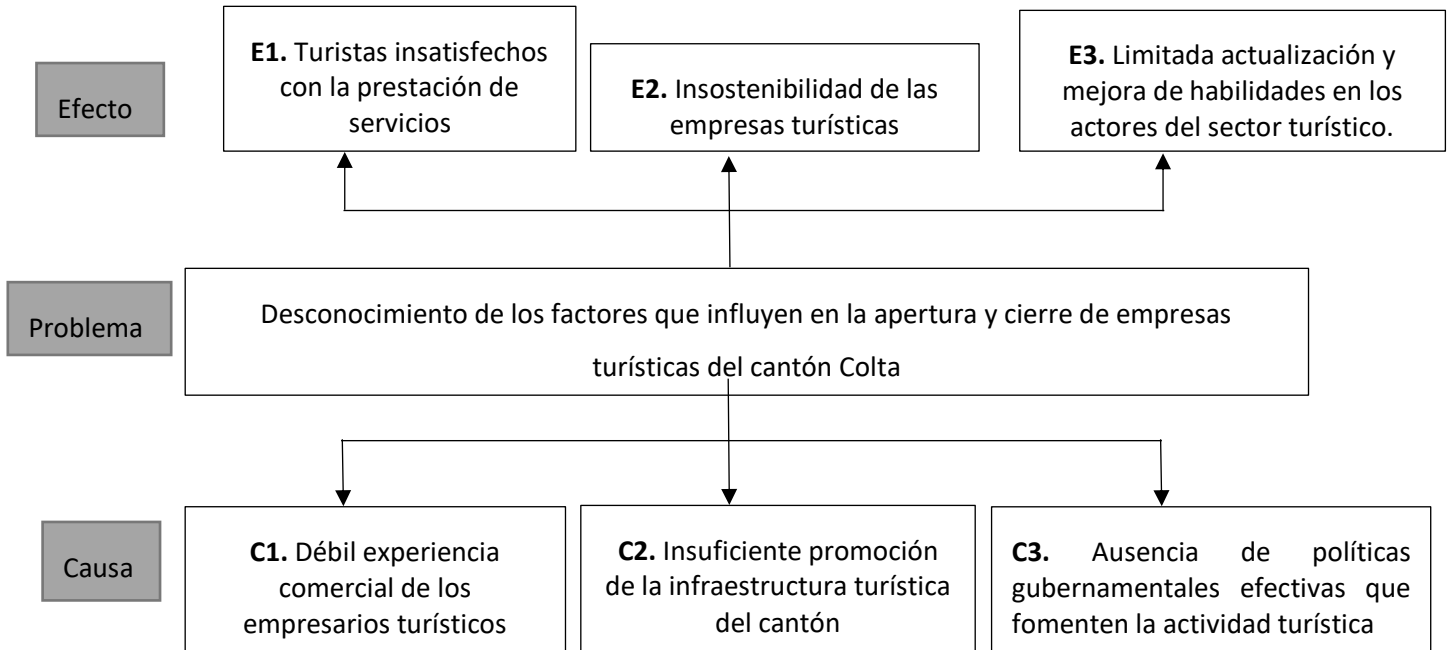 Efecto
E1. Turistas insatisfechos
con la prestación de
servicios
E2. Insostenibilidad de las
empresas turísticas
E3. Limitada actualización y
mejora de habilidades en los
actores del sector turístico.
Problema
Desconocimiento de los factores que influyen en la apertura y cierre de empresas
turísticas del cantón Colta
Causa
C1. Débil experiencia
comercial de los
empresarios turísticos
C2. Insuficiente promoción
de la infraestructura turística
del cantón
C3. Ausencia de políticas
gubernamentales efectivas que
fomenten la actividad turística